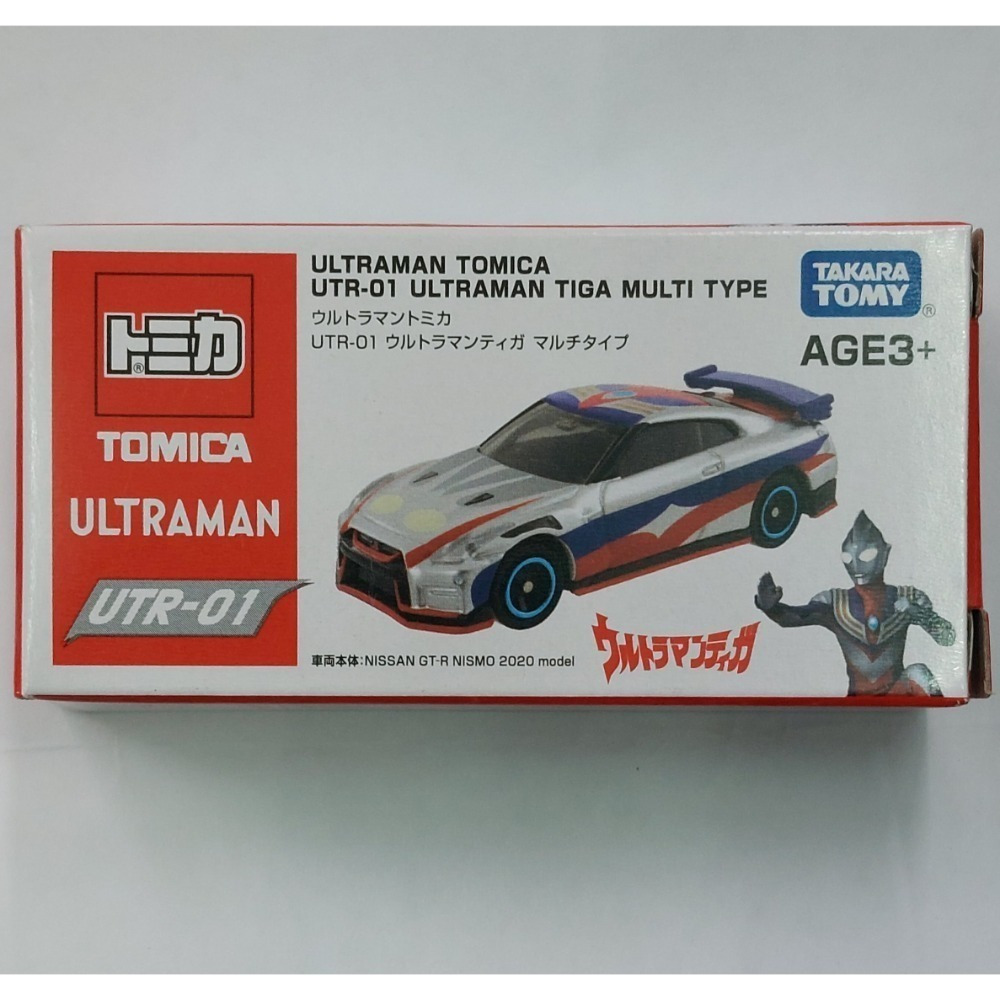 トミカ®
TOMICA
ULTRAMAN
UTR-01
ULTRAMAN TOMICA
UTR-01 ULTRAMAN TIGA MULTI TYPE
ウルトラマントミカ
UTR-01 ウルトラマンティガ マルチタイプ
TAKARA
TOMY®
AGE3+
車両本体:NISSAN GT-R NISMO 2020 model
ウルトラマンティガ